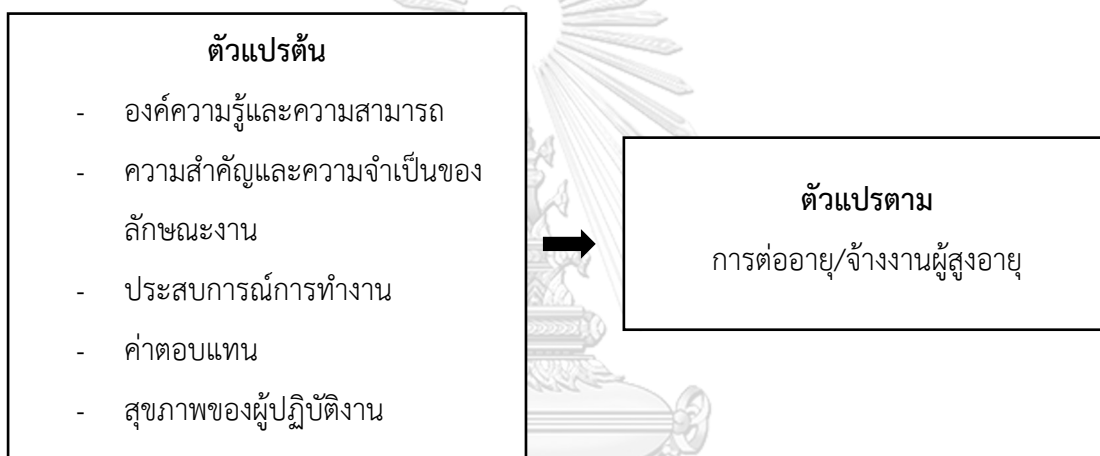 ตัวแปรต้น
- องค์ความรู้และความสามารถ
- ความสำคัญและความจำเป็นของ
ลักษณะงาน
- ประสบการณ์การทำงาน
- ค่าตอบแทน
- สุขภาพของผู้ปฏิบัติงาน
ตัวแปรตาม
การต่ออายุ/จ้างงานผู้สูงอายุ